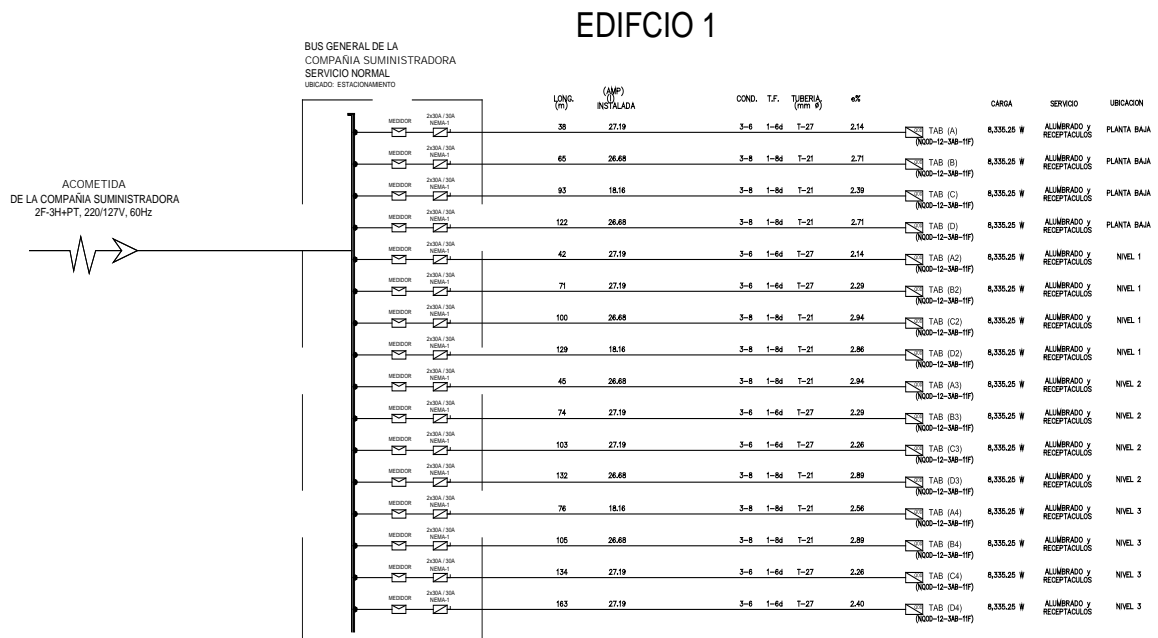 EDIFCIO 1
BUS GENERAL DE LA
COMPAÑIA SUMINISTRADORA
SERVICIO NORMAL
UBICADO: ESTACIONAMIENTO
ACOMETIDA
DE LA COMPAÑIA SUMINISTRADORA
2F-3H+PT, 220/127V, 60Hz
LONG. (m) (AMP) (I) INSTALADA COND. T.F. TUBERIA (mm ø) e% CARGA SERVICIO UBICACION
MEDIDOR 2x30A / 30A NEMA-1 38 27.19 3-6 1-6d T-27 2.14 TAB (A) 8,335.25 W ALUMBRADO y RECEPTACULOS PLANTA BAJA
(NQOD-12-3AB-11F)
MEDIDOR 2x30A / 30A NEMA-1 65 26.68 3-8 1-8d T-21 2.71 TAB (B) 8,335.25 W ALUMBRADO y RECEPTACULOS PLANTA BAJA
(NQOD-12-3AB-11F)
MEDIDOR 2x30A / 30A NEMA-1 93 18.16 3-8 1-8d T-21 2.39 TAB (C) 8,335.25 W ALUMBRADO y RECEPTACULOS PLANTA BAJA
(NQOD-12-3AB-11F)
MEDIDOR 2x30A / 30A NEMA-1 122 26.68 3-8 1-8d T-21 2.71 TAB (D) 8,335.25 W ALUMBRADO y RECEPTACULOS PLANTA BAJA
(NQOD-12-3AB-11F)
MEDIDOR 2x30A / 30A NEMA-1 42 27.19 3-6 1-6d T-27 2.14 TAB (A2) 8,335.25 W ALUMBRADO y RECEPTACULOS NIVEL 1
(NQOD-12-3AB-11F)
MEDIDOR 2x30A / 30A NEMA-1 71 27.19 3-6 1-6d T-27 2.29 TAB (B2) 8,335.25 W ALUMBRADO y RECEPTACULOS NIVEL 1
(NQOD-12-3AB-11F)
MEDIDOR 2x30A / 30A NEMA-1 100 26.68 3-8 1-8d T-21 2.94 TAB (C2) 8,335.25 W ALUMBRADO y RECEPTACULOS NIVEL 1
(NQOD-12-3AB-11F)
MEDIDOR 2x30A / 30A NEMA-1 129 18.16 3-8 1-8d T-21 2.86 TAB (D2) 8,335.25 W ALUMBRADO y RECEPTACULOS NIVEL 1
(NQOD-12-3AB-11F)
MEDIDOR 2x30A / 30A NEMA-1 45 26.68 3-8 1-8d T-21 2.94 TAB (A3) 8,335.25 W ALUMBRADO y RECEPTACULOS NIVEL 2
(NQOD-12-3AB-11F)
MEDIDOR 2x30A / 30A NEMA-1 74 27.19 3-6 1-6d T-27 2.29 TAB (B3) 8,335.25 W ALUMBRADO y RECEPTACULOS NIVEL 2
(NQOD-12-3AB-11F)
MEDIDOR 2x30A / 30A NEMA-1 103 27.19 3-6 1-6d T-27 2.26 TAB (C3) 8,335.25 W ALUMBRADO y RECEPTACULOS NIVEL 2
(NQOD-12-3AB-11F)
MEDIDOR 2x30A / 30A NEMA-1 132 26.68 3-8 1-8d T-21 2.89 TAB (D3) 8,335.25 W ALUMBRADO y RECEPTACULOS NIVEL 2
(NQOD-12-3AB-11F)
MEDIDOR 2x30A / 30A NEMA-1 76 18.16 3-8 1-8d T-21 2.56 TAB (A4) 8,335.25 W ALUMBRADO y RECEPTACULOS NIVEL 3
(NQOD-12-3AB-11F)
MEDIDOR 2x30A / 30A NEMA-1 105 26.68 3-8 1-8d T-21 2.89 TAB (B4) 8,335.25 W ALUMBRADO y RECEPTACULOS NIVEL 3
(NQOD-12-3AB-11F)
MEDIDOR 2x30A / 30A NEMA-1 134 27.19 3-6 1-6d T-27 2.26 TAB (C4) 8,335.25 W ALUMBRADO y RECEPTACULOS NIVEL 3
(NQOD-12-3AB-11F)
MEDIDOR 2x30A / 30A NEMA-1 163 27.19 3-6 1-6d T-27 2.40 TAB (D4) 8,335.25 W ALUMBRADO y RECEPTACULOS NIVEL 3
(NQOD-12-3AB-11F)